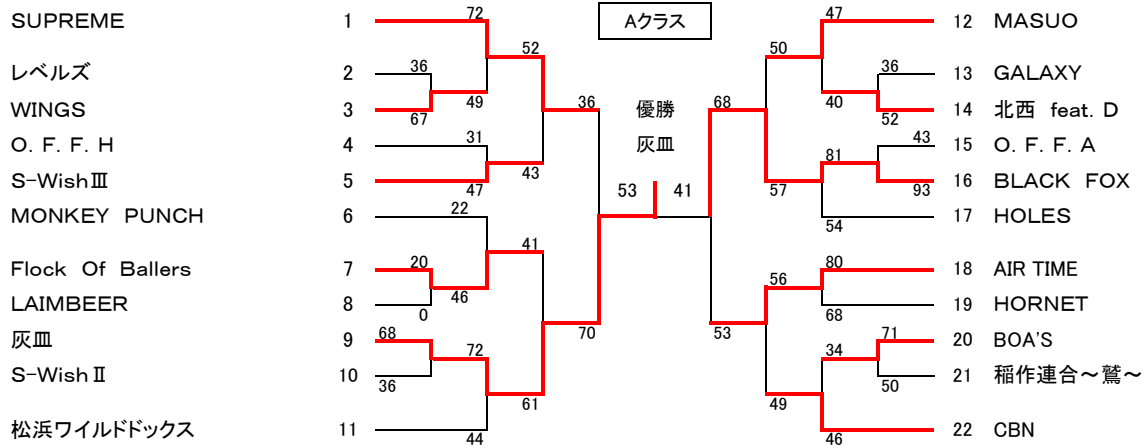 Aクラス
優勝
灰皿
53 41
SUPREME 1 72
レベルズ 2 36
WINGS 3 67
49
52
O. F. F. H 4 31
S-WishⅢ 5 47
43
36
MONKEY PUNCH 6 22
Flock Of Ballers 7 20
LAIMBEER 8 0
46
41
灰皿 9 68
S-WishⅡ 10 36
72
松浜ワイルドドックス 11 44
61
70
47 12 MASUO
36 13 GALAXY
52 14 北西 feat. D
40
50
43 15 O. F. F. A
93 16 BLACK FOX
81
54 17 HOLES
57
68
80 18 AIR TIME
68 19 HORNET
56
71 20 BOA'S
50 21 稲作連合~鷲~
34
46 22 CBN
49
53